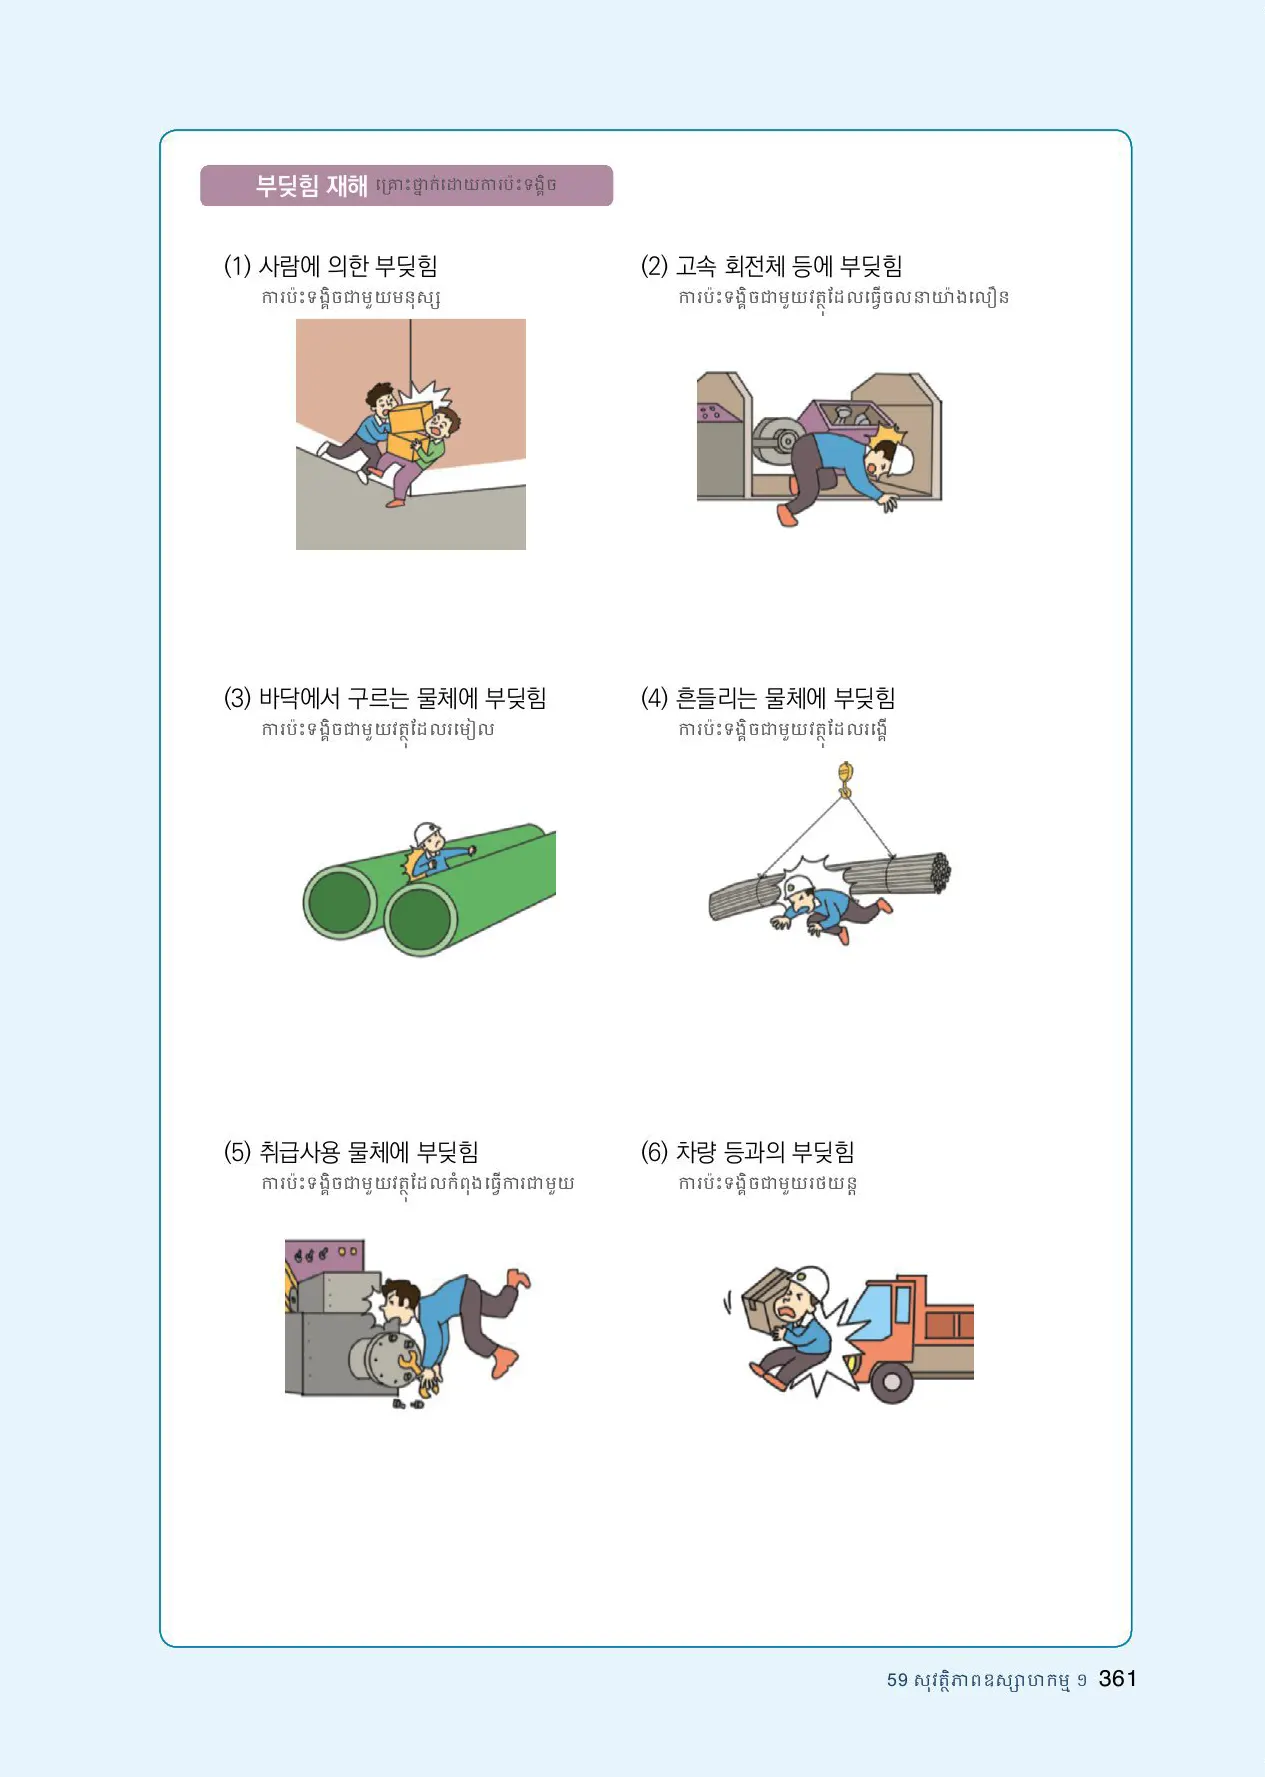 부딪힘 재해 គ្រោះថ្នាក់ដោយការប៉ះទង្គិច
(1) 사람에 의한 부딪힘
ការប៉ះទង្គិចជាមួយមនុស្ស
(2) 고속 회전체 등에 부딪힘
ការប៉ះទង្គិចជាមួយវត្ថុដែលធ្វើចលនាយ៉ាងលឿន
(3) 바닥에서 구르는 물체에 부딪힘
ការប៉ះទង្គិចជាមួយវត្ថុដែលរមៀល
(4) 흔들리는 물체에 부딪힘
ការប៉ះទង្គិចជាមួយវត្ថុដែលរង្គើ
(5) 취급사용 물체에 부딪힘
ការប៉ះទង្គិចជាមួយវត្ថុដែលកំពុងធ្វើការជាមួយ
(6) 차량 등과의 부딪힘
ការប៉ះទង្គិចជាមួយរថយន្ត
59 សុវត្ថិភាពឧស្សាហកម្ម ១ 361